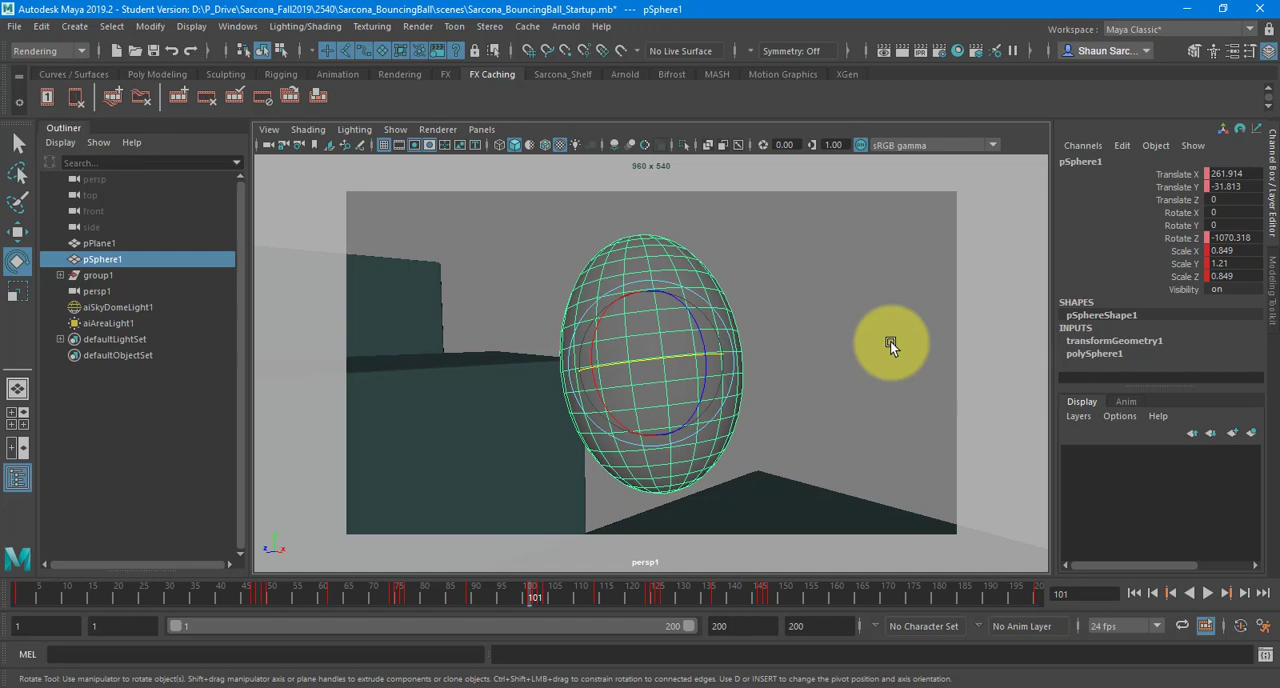 Autodesk Maya 2019.2 - Student Version: D:\P_Drive\Sarcona_Fall2019\2540\Sarcona_BouncingBall\scenes\Sarcona_BouncingBall_Startup.mb* --- pSphere1
File Edit Create Select Modify Display Windows Lighting/Shading Texturing Render Toon Stereo Cache Arnold Help
Workspace: Maya Classic*
Rendering No Live Surface Symmetry: Off Shaun Sarc...
Curves / Surfaces Poly Modeling Sculpting Rigging Animation Rendering FX FX Caching Sarcona_Shelf Arnold Bifrost MASH Motion Graphics XGen
Outliner
Display Show Help
Search...
persp
top
front
side
pPlane1
pSphere1
group1
persp1
aiSkyDomeLight1
aiAreaLight1
defaultLightSet
defaultObjectSet
View Shading Lighting Show Renderer Panels
0.00 1.00 sRGB gamma
960 x 540
persp1
Channels Edit Object Show
pSphere1
Translate X 261.914
Translate Y -31.813
Translate Z 0
Rotate X 0
Rotate Y 0
Rotate Z -1070.318
Scale X 0.849
Scale Y 1.21
Scale Z 0.849
Visibility on
SHAPES
pSphereShape1
INPUTS
transformGeometry1
polySphere1
Display Anim
Layers Options Help
Channel Box / Layer Editor
Modeling Toolkit
5 10 15 20 25 30 35 40 45 50 55 60 65 70 75 80 85 90 95 100 105 110 115 120 125 130 135 140 145 150 155 160 165 170 175 180 185 190 195 20
101
101
1 1 1 200 200 200 No Character Set No Anim Layer 24 fps
MEL
Rotate Tool: Use manipulator to rotate object(s). Shift+drag manipulator axis or plane handles to extrude components or clone objects. Ctrl+Shift+LMB+drag to constrain rotation to connected edges. Use D or INSERT to change the pivot position and axis orientation.